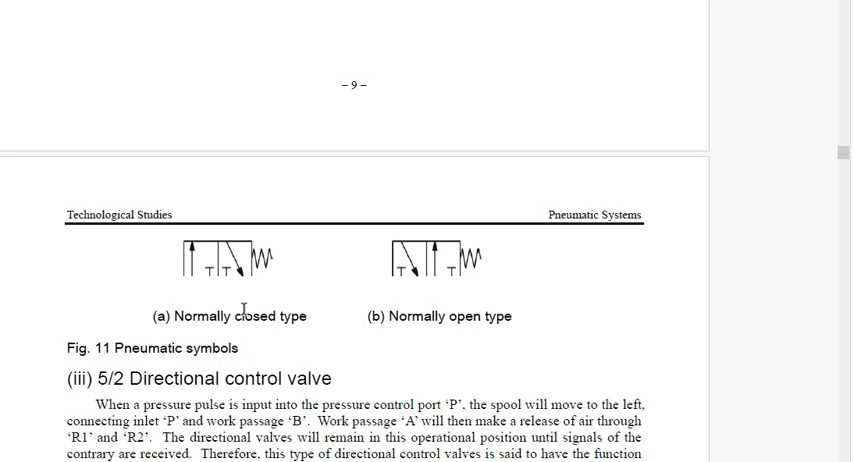 – 9 –
Technological Studies Pneumatic Systems
(a) Normally closed type (b) Normally open type
Fig. 11 Pneumatic symbols
(iii) 5/2 Directional control valve
When a pressure pulse is input into the pressure control port ‘P’, the spool will move to the left,
connecting inlet ‘P’ and work passage ‘B’. Work passage ‘A’ will then make a release of air through
‘R1’ and ‘R2’. The directional valves will remain in this operational position until signals of the
contrary are received. Therefore, this type of directional control valves is said to have the function